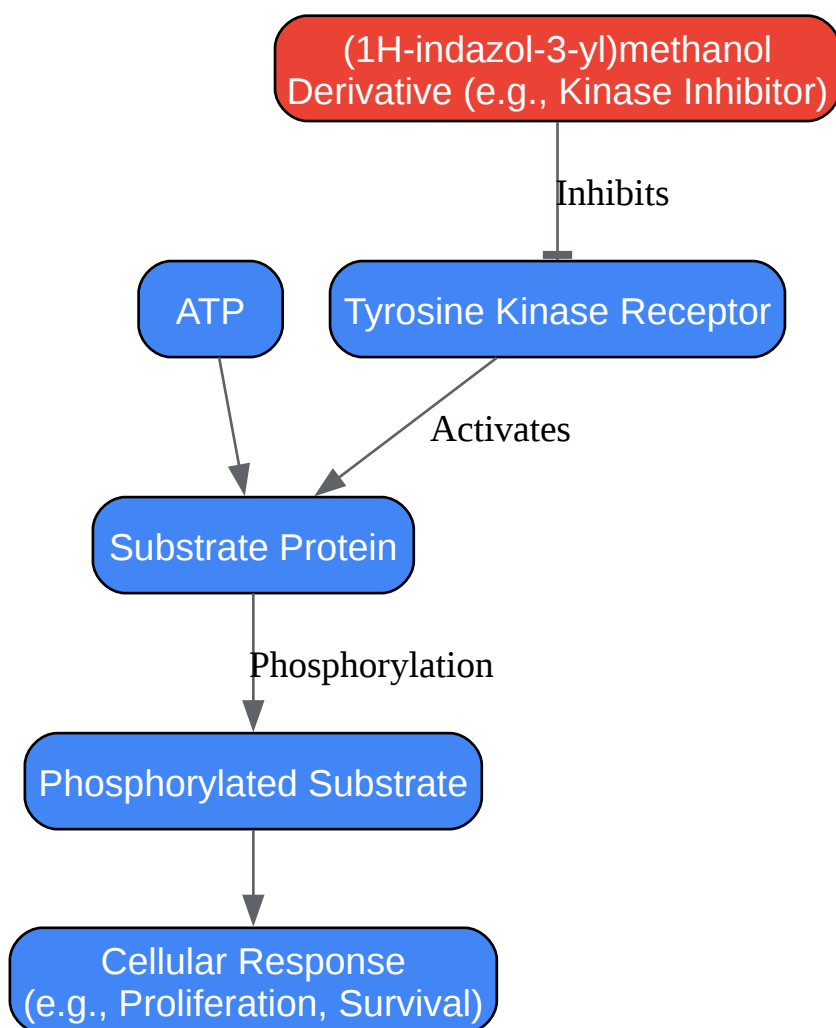 (1H-indazol-3-yl)methanol
Derivative (e.g., Kinase Inhibitor)
Inhibits
ATP
Tyrosine Kinase Receptor
Activates
Substrate Protein
Phosphorylation
Phosphorylated Substrate
Cellular Response
(e.g., Proliferation, Survival)